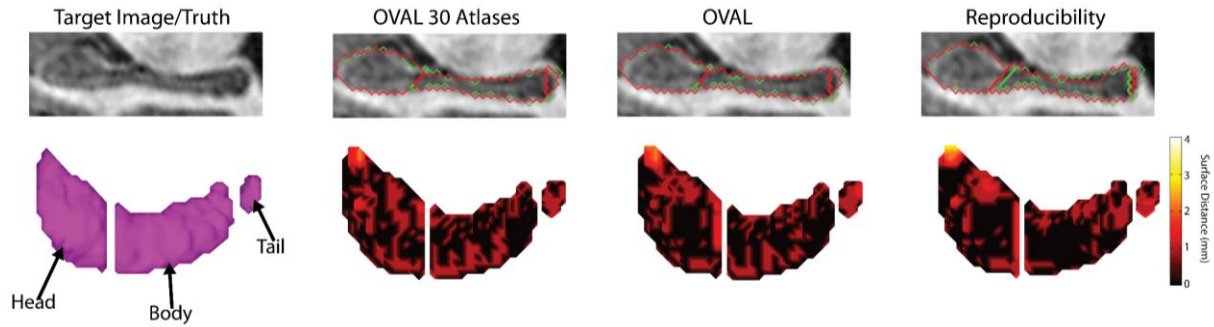 Target Image/Truth
OVAL 30 Atlases
OVAL
Reproducibility
4
3
2
1
0
Surface Distance (mm)
Tail
Head
Body